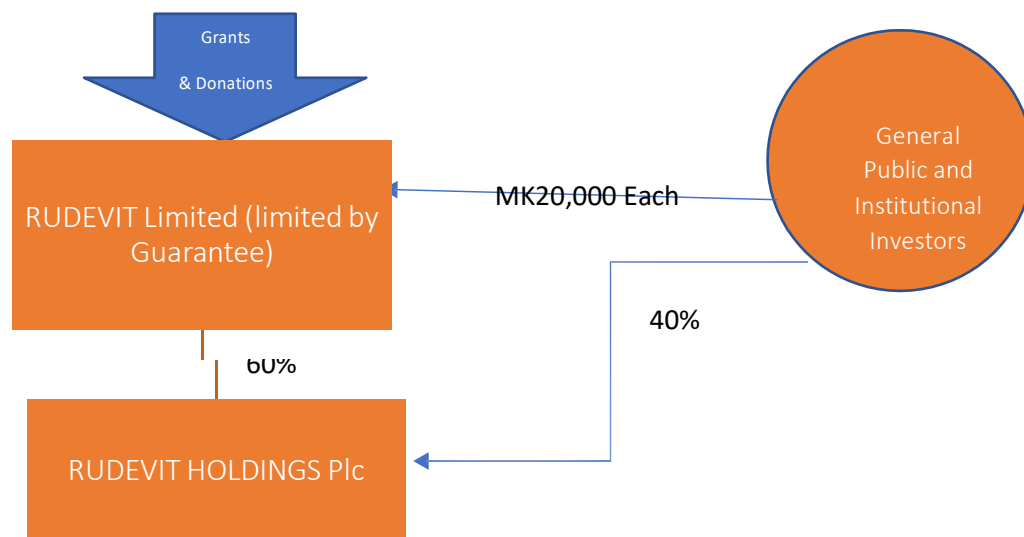 Grants
& Donations
General
Public and
Institutional
Investors
RUDEVIT Limited (limited by
Guarantee)
MK20,000 Each
40%
60%
RUDEVIT HOLDINGS Plc